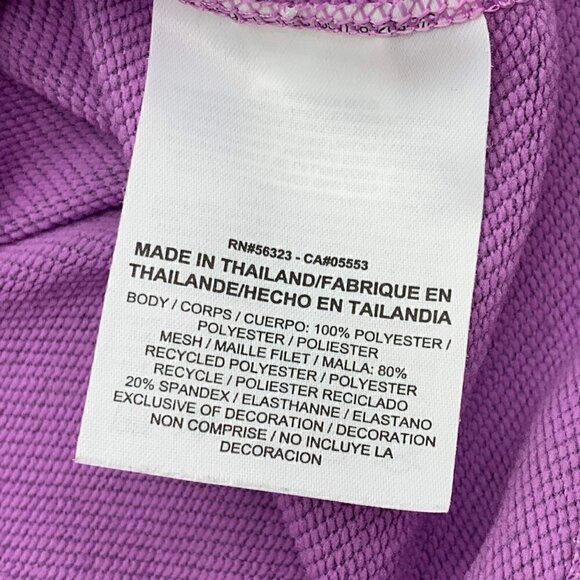 RN#56323 - CA#05553
MADE IN THAILAND/FABRIQUE EN
THAILANDE/HECHO EN TAILANDIA
BODY / CORPS / CUERPO: 100% POLYESTER /
POLYESTER / POLIESTER
MESH / MAILLE FILET / MALLA: 80%
RECYCLED POLYESTER / POLYESTER
RECYCLE / POLIESTER RECICLADO
20% SPANDEX / ELASTHANNE / ELASTANO
EXCLUSIVE OF DECORATION / DECORATION
NON COMPRISE / NO INCLUYE LA
DECORACION